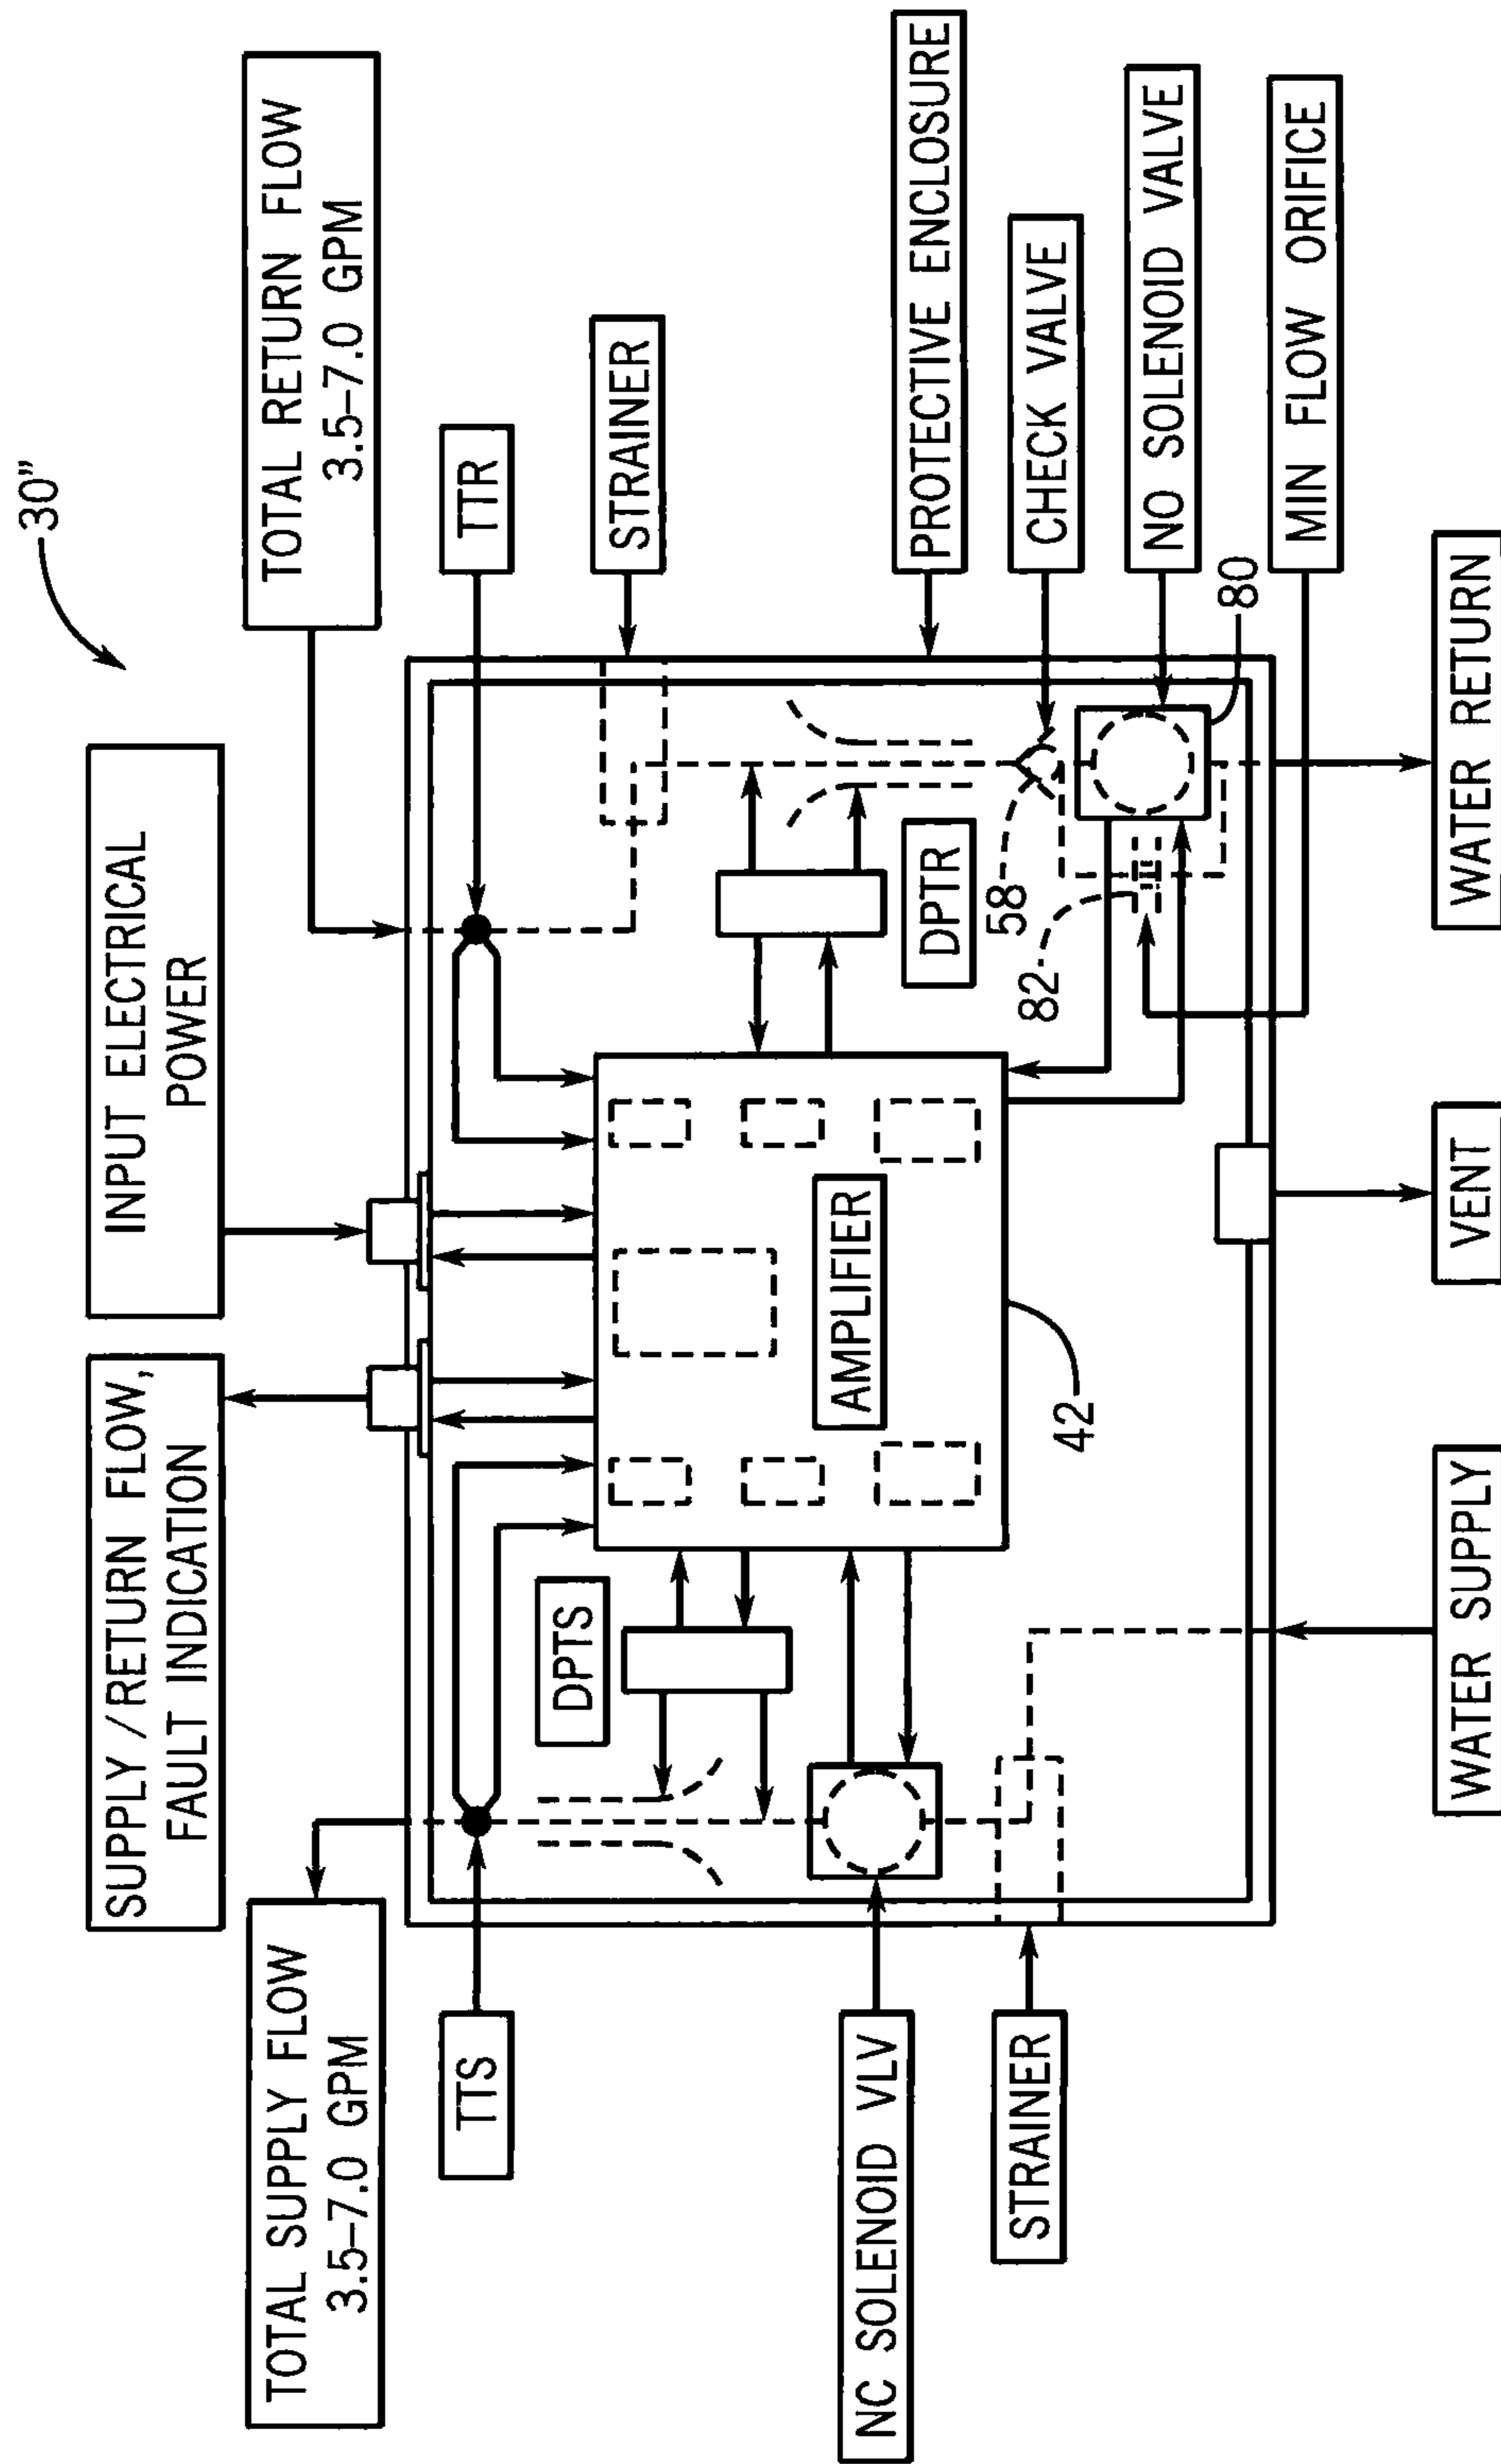 30"
TOTAL RETURN FLOW
3.5–7.0 GPM
INPUT ELECTRICAL
POWER
SUPPLY/RETURN FLOW,
FAULT INDICATION
TOTAL SUPPLY FLOW
3.5–7.0 GPM
TTS
TTR
STRAINER
DPTS
AMPLIFIER
42
DPTR
PROTECTIVE ENCLOSURE
58
CHECK VALVE
82
NC SOLENOID VLV
NO SOLENOID VALVE
80
STRAINER
MIN FLOW ORIFICE
WATER SUPPLY
VENT
WATER RETURN